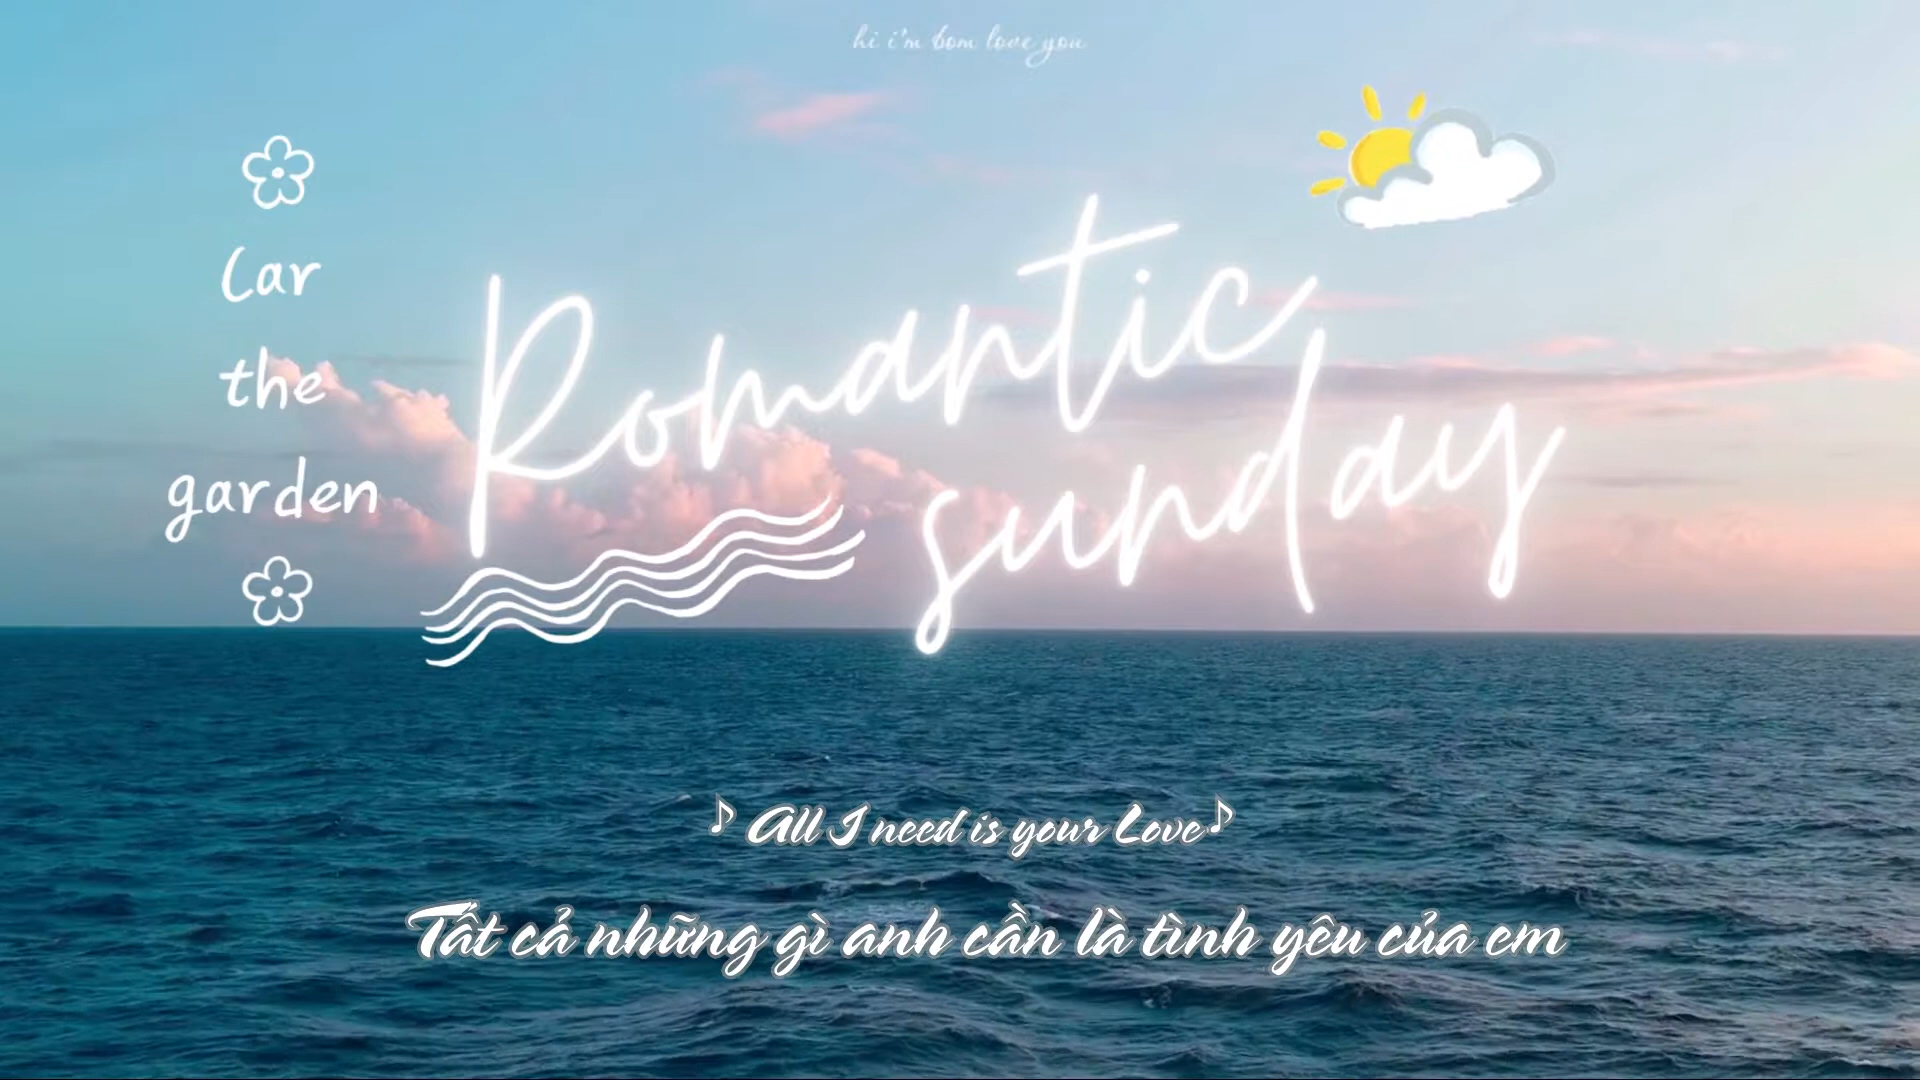 hi i'm bom love you
Car
the
garden
Romantic
sunday
♪ All I need is your Love ♪
Tất cả những gì anh cần là tình yêu của em